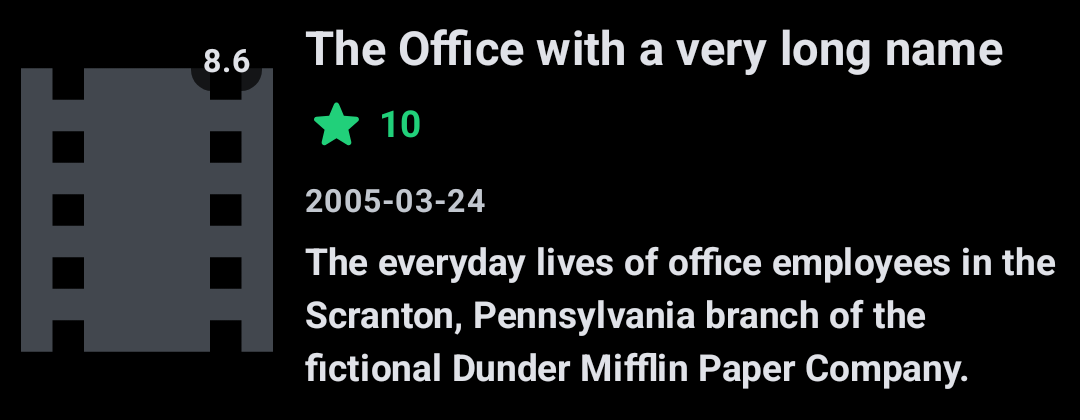 8.6
The Office with a very long name
10
2005-03-24
The everyday lives of office employees in the
Scranton, Pennsylvania branch of the
fictional Dunder Mifflin Paper Company.